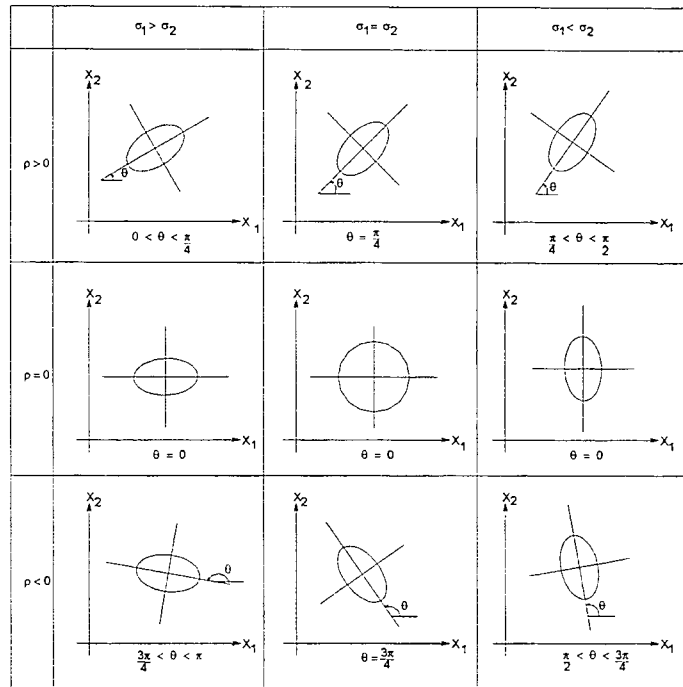 σ₁ > σ₂ σ₁ = σ₂ σ₁ < σ₂
ρ > 0
X₂ θ X₁
0 < θ < π/4
X₂ θ X₁
θ = π/4
X₂ θ X₁
π/4 < θ < π/2
ρ = 0
X₂ X₁
θ = 0
X₂ X₁
θ = 0
X₂ X₁
θ = 0
ρ < 0
X₂ θ X₁
3π/4 < θ < π
X₂ θ X₁
θ = 3π/4
X₂ θ X₁
π/2 < θ < 3π/4